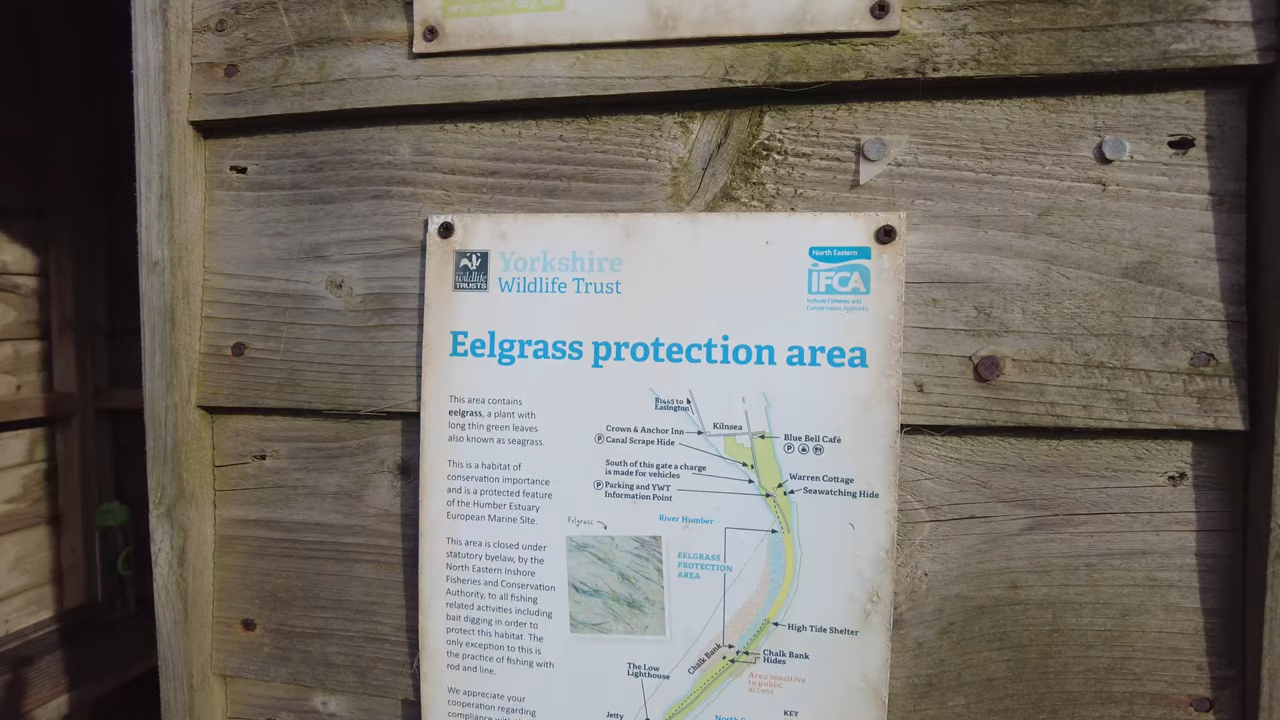 www.ywt.org.uk
the
wildlife
TRUSTS
Yorkshire
Wildlife Trust
North Eastern
IFCA
Inshore Fisheries and
Conservation Authority
Eelgrass protection area
This area contains
eelgrass, a plant with
long thin green leaves
also known as seagrass.
This is a habitat of
conservation importance
and is a protected feature
of the Humber Estuary
European Marine Site.
This area is closed under
statutory byelaw, by the
North Eastern Inshore
Fisheries and Conservation
Authority, to all fishing
related activities including
bait digging in order to
protect this habitat. The
only exception to this is
the practice of fishing with
rod and line.
We appreciate your
cooperation regarding
B1445 to
Easington
Kilnsea
Crown & Anchor Inn
P Canal Scrape Hide
Blue Bell Café
P
South of this gate a charge
is made for vehicles
Warren Cottage
P Parking and YWT
Information Point
Seawatching Hide
Eelgrass
River Humber
EELGRASS
PROTECTION
AREA
High Tide Shelter
Chalk Bank
Chalk Bank
Hides
The Low
Lighthouse
Area sensitive
to public
access
Jetty
KEY